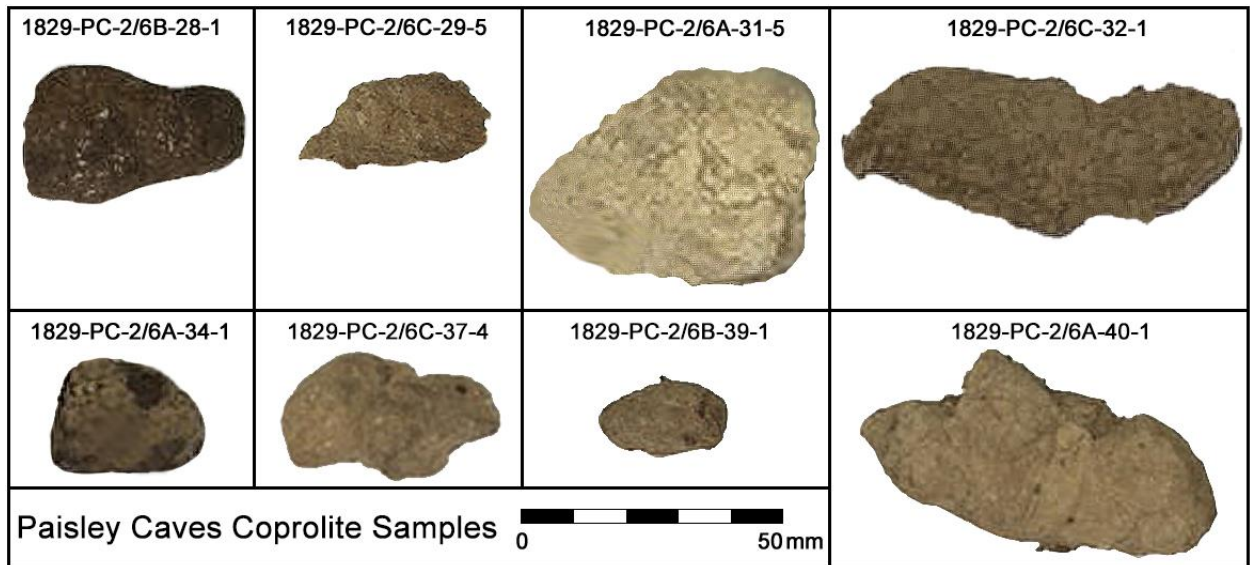 1829-PC-2/6B-28-1
1829-PC-2/6C-29-5
1829-PC-2/6A-31-5
1829-PC-2/6C-32-1
1829-PC-2/6A-34-1
1829-PC-2/6C-37-4
1829-PC-2/6B-39-1
1829-PC-2/6A-40-1
Paisley Caves Coprolite Samples
0
50 mm